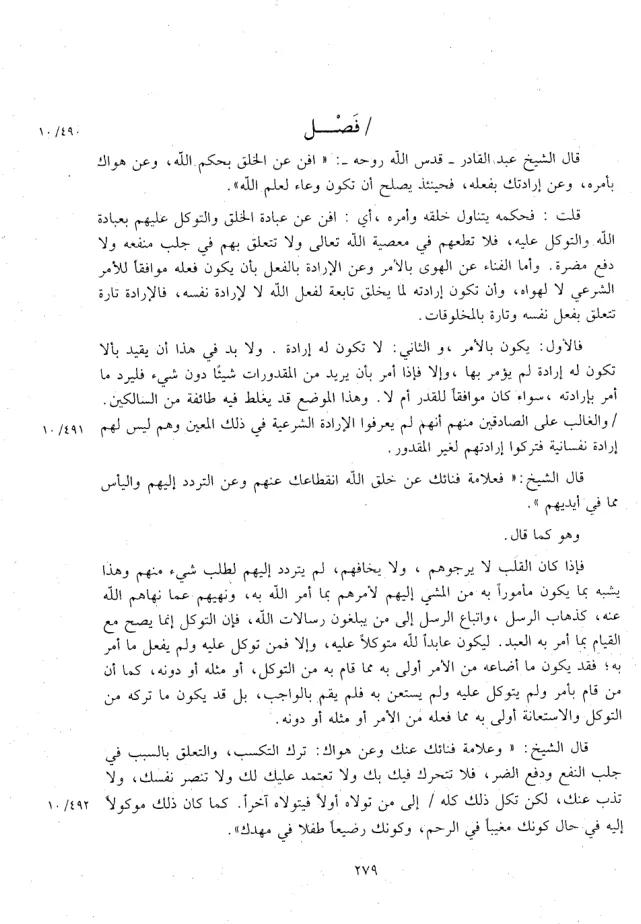 / فَصْــل
١٠/٤٩٠
قال الشيخ عبد القادر ـ قدس الله روحه ـ: « افن عن الخلق بحكم الله، وعن هواك
بأمره، وعن إرادتك بفعله، فحينئذ يصلح أن تكون وعاء لعلم الله».
قلت : فحكمه يتناول خلقه وأمره ،أي : افن عن عبادة الخلق والتوكل عليهم بعبادة
الله والتوكل عليه، فلا تطعهم في معصية الله تعالى ولا تتعلق بهم في جلب منفعه ولا
دفع مضرة. وأما الفناء عن الهوى بالأمر وعن الإرادة بالفعل بأن يكون فعله موافقاً للأمر
الشرعي لا لهواه، وأن تكون إرادته لما يخلق تابعة لفعل الله لا لإرادة نفسه، فالإرادة تارة
تتعلق بفعل نفسه وتارة بالمخلوقات.
فالأول: يكون بالأمر ،و الثاني: لا تكون له إرادة . ولا بد في هذا أن يقيد بألا
تكون له إرادة لم يؤمر بها ،وإلا فإذا أمر بأن يريد من المقدورات شيئًا دون شيء فليرد ما
أمر بإرادته ،سواء كان موافقاً للقدر أم لا. وهذا الموضع قد يغلط فيه طائفة من السالكين.
/والغالب على الصادقين منهم أنهم لم يعرفوا الإرادة الشرعية في ذلك المعين وهم ليس لهم
١٠/٤٩١
إرادة نفسانية فتركوا إرادتهم لغير المقدور.
قال الشيخ:« فعلامة فنائك عن خلق الله انقطاعك عنهم وعن التردد إليهم واليأس
مما في أيديهم ».
وهو كما قال.
فإذا كان القلب لا يرجوهم ، ولا يخافهم، لم يتردد إليهم لطلب شيء منهم وهذا
يشبه بما يكون مأموراً به من المشي إليهم لأمرهم بما أمر الله به، ونهيهم عما نهاهم الله
عنه، كذهاب الرسل ،واتباع الرسل إلى من يبلغون رسالات الله، فإن التوكل إنما يصح مع
القيام بما أمر به العبد. ليكون عابداً لله متوكلاً عليه، وإلا فمن توكل عليه ولم يفعل ما أمر
به؛ فقد يكون ما أضاعه من الأمر أولى به مما قام به من التوكل، أو مثله أو دونه، كما أن
من قام بأمر ولم يتوكل عليه ولم يستعن به فلم يقم بالواجب، بل قد يكون ما تركه من
التوكل والاستعانة أولى به مما فعله من الأمر أو مثله أو دونه.
قال الشيخ: « وعلامة فنائك عنك وعن هواك: ترك التكسب، والتعلق بالسبب في
جلب النفع ودفع الضر، فلا تتحرك فيك بك ولا تعتمد عليك لك ولا تنصر نفسك، ولا
تذب عنك، لكن تكل ذلك كله / إلى من تولاه أولاً فيتولاه آخراً. كما كان ذلك موكولاً
١٠/٤٩٢
إليه في حال كونك مغيباً في الرحم، وكونك رضيعاً طفلا في مهدك».
٢٧٩